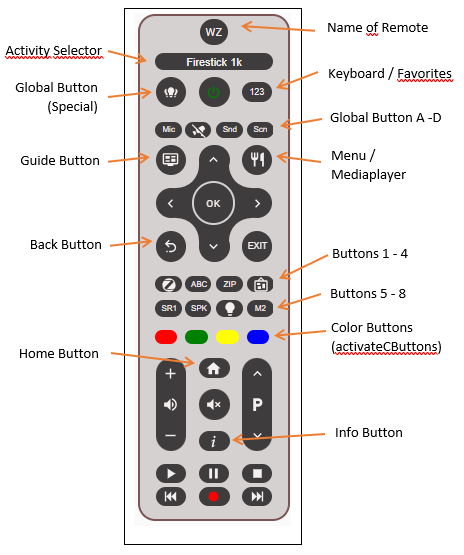 WZ
Name of Remote
Activity Selector
Firestick 1k
Keyboard / Favorites
Global Button
(Special)
123
Global Button A -D
Mic
Snd
Scn
Guide Button
Menu /
Mediaplayer
OK
Back Button
EXIT
Buttons 1 - 4
ABC
ZIP
Buttons 5 - 8
SR1
SPK
M2
Color Buttons
(activateCButtons)
Home Button
+
P
−
i
Info Button